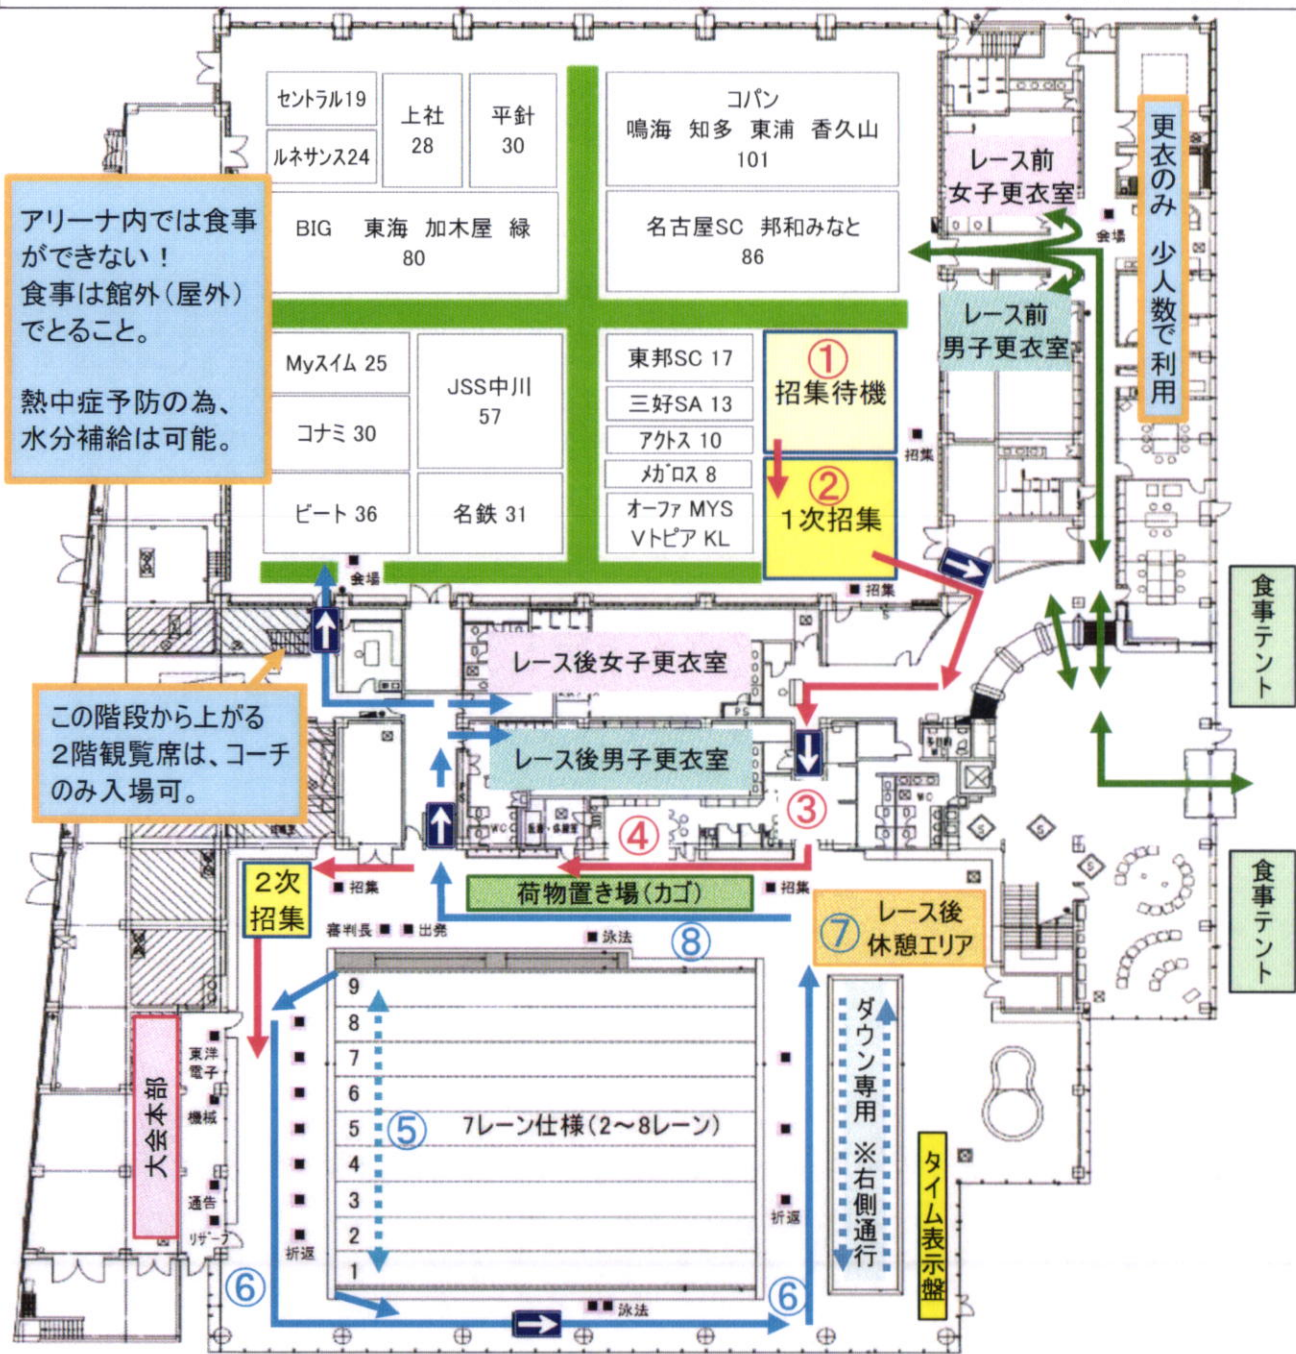 セントラル19
ルネサンス24
上社
28
平針
30
コパン
鳴海 知多 東浦 香久山
101
BIG 東海 加木屋 緑
80
名古屋SC 邦和みなと
86
レース前
女子更衣室
会場
レース前
男子更衣室
更衣のみ 少人数で利用
アリーナ内では食事
ができない！
食事は館外（屋外）
でとること。
熱中症予防の為、
水分補給は可能。
Myスイム 25
コナミ 30
ビート 36
JSS中川
57
名鉄 31
東邦SC 17
三好SA 13
アクトス 10
メガロス 8
オーファ MYS
Vトピア KL
①
招集待機
②
1次招集
招集
会場
招集
食事テント
レース後女子更衣室
PS
レース後男子更衣室
この階段から上がる
2階観覧席は、コーチ
のみ入場可。
③
④
WC
WC
S
S
S
食事テント
2次
招集
招集
荷物置き場（カゴ）
招集
審判長
出発
泳法
⑧
⑦
レース後
休憩エリア
9
8
7
6
5
4
3
2
1
⑤
7レーン仕様（2～8レーン）
ダウン専用 ※右側通行
タイム表示盤
大会本部
東洋
電子
機械
通告
リザーブ
折返
折返
⑥
⑥
泳法